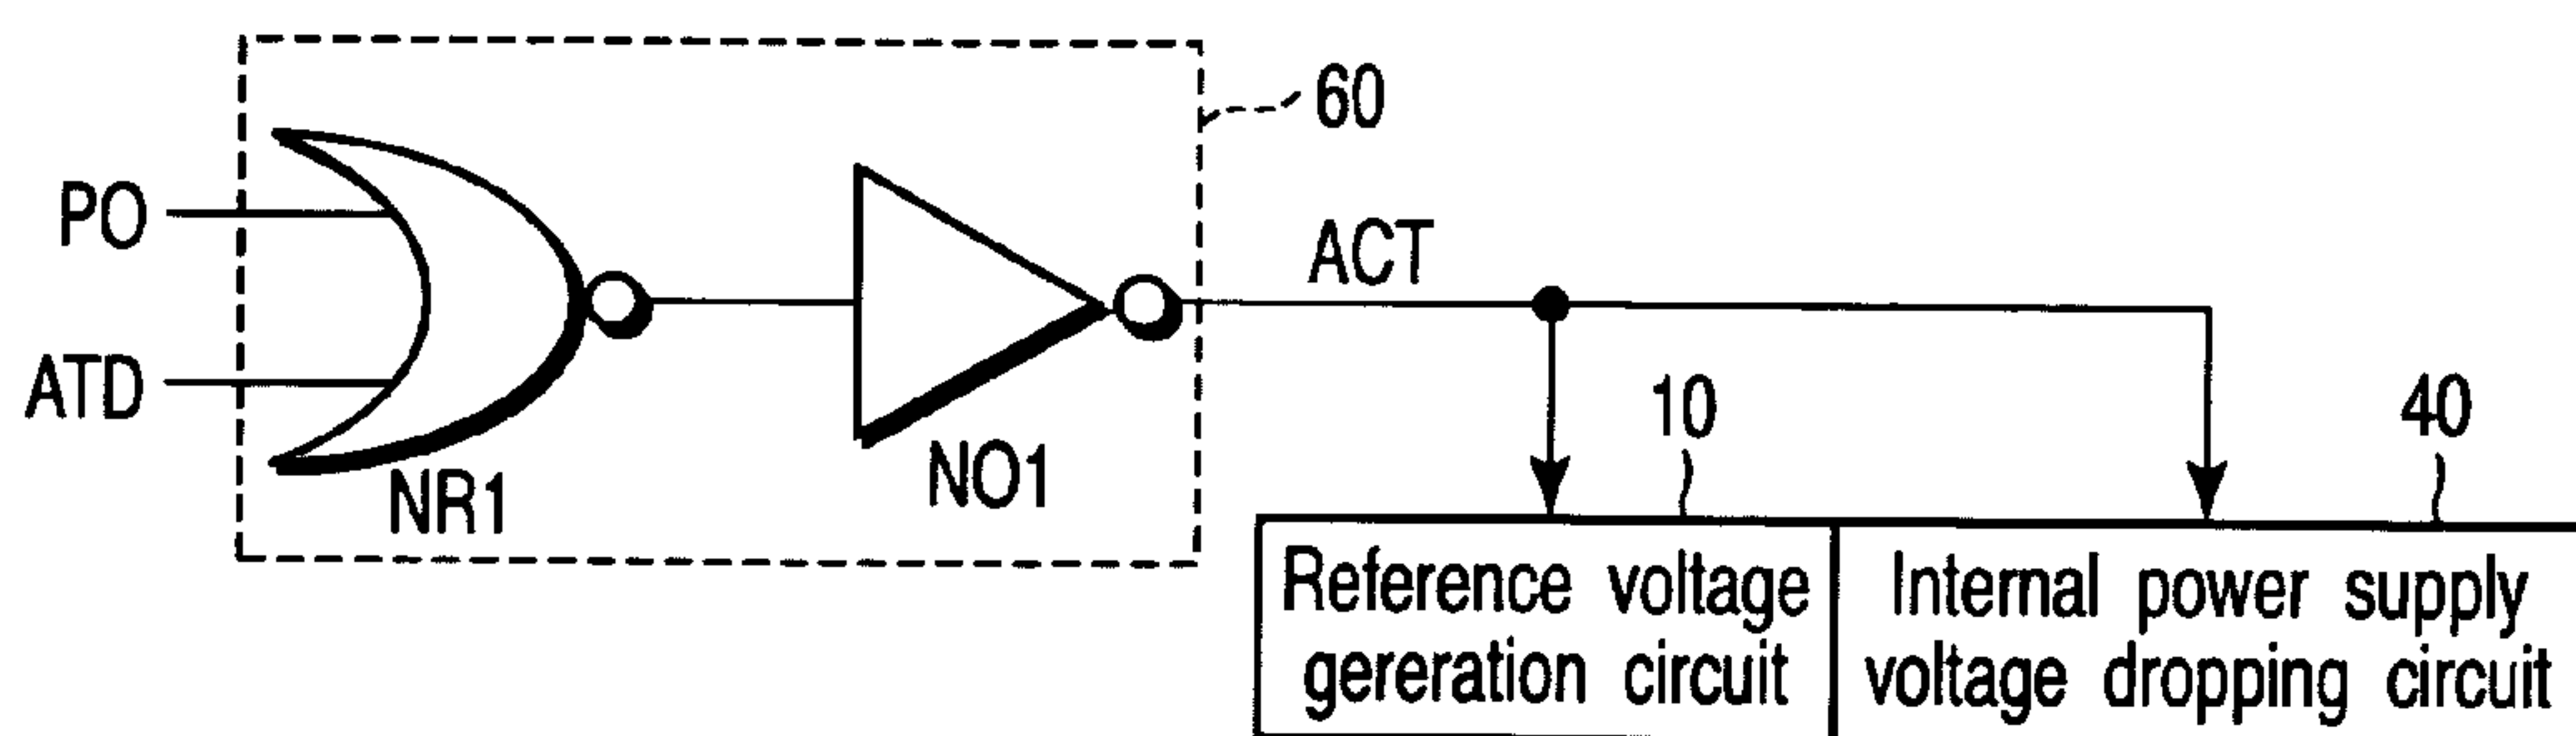 60
PO
ACT
ATD
NR1
NO1
10
40
Reference voltage
gereration circuit
Internal power supply
voltage dropping circuit